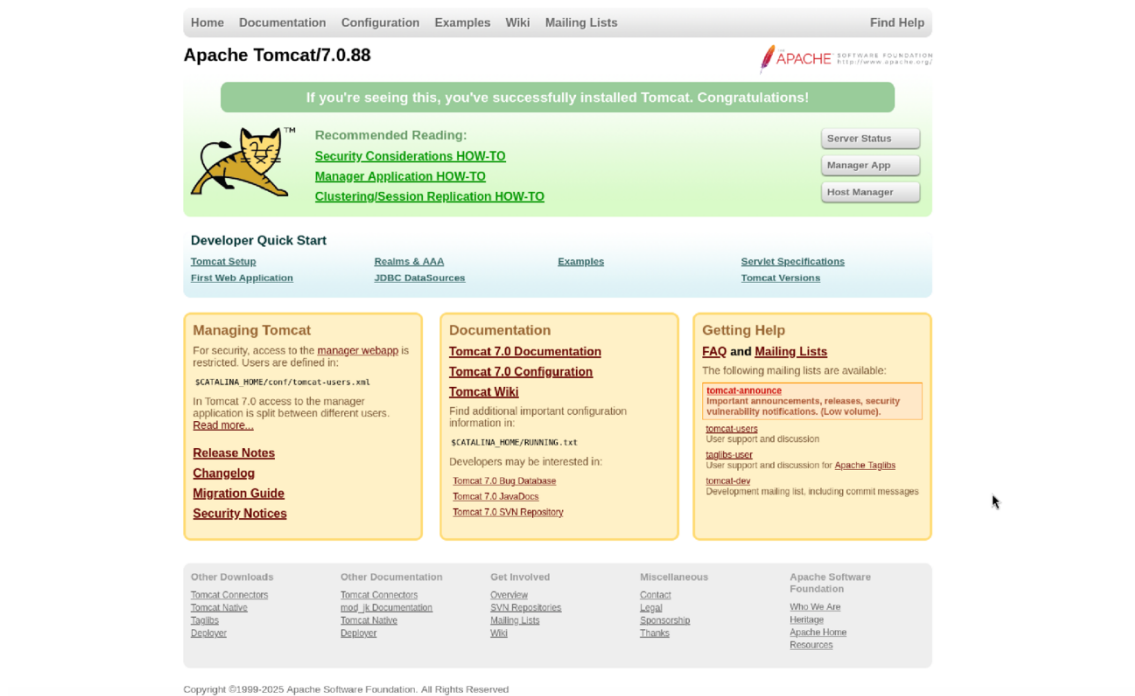 Home Documentation Configuration Examples Wiki Mailing Lists Find Help
Apache Tomcat/7.0.88
THE
APACHE SOFTWARE FOUNDATION
http://www.apache.org/
If you're seeing this, you've successfully installed Tomcat. Congratulations!
TM
Recommended Reading:
Security Considerations HOW-TO
Manager Application HOW-TO
Clustering/Session Replication HOW-TO
Server Status
Manager App
Host Manager
Developer Quick Start
Tomcat Setup
First Web Application
Realms & AAA
JDBC DataSources
Examples
Servlet Specifications
Tomcat Versions
Managing Tomcat
For security, access to the manager webapp is
restricted. Users are defined in:
$CATALINA_HOME/conf/tomcat-users.xml
In Tomcat 7.0 access to the manager
application is split between different users.
Read more...
Release Notes
Changelog
Migration Guide
Security Notices
Documentation
Tomcat 7.0 Documentation
Tomcat 7.0 Configuration
Tomcat Wiki
Find additional important configuration
information in:
$CATALINA_HOME/RUNNING.txt
Developers may be interested in:
Tomcat 7.0 Bug Database
Tomcat 7.0 JavaDocs
Tomcat 7.0 SVN Repository
Getting Help
FAQ and Mailing Lists
The following mailing lists are available:
tomcat-announce
Important announcements, releases, security
vulnerability notifications. (Low volume).
tomcat-users
User support and discussion
taglibs-user
User support and discussion for Apache Taglibs
tomcat-dev
Development mailing list, including commit messages
Other Downloads
Tomcat Connectors
Tomcat Native
Taglibs
Deployer
Other Documentation
Tomcat Connectors
mod_jk Documentation
Tomcat Native
Deployer
Get Involved
Overview
SVN Repositories
Mailing Lists
Wiki
Miscellaneous
Contact
Legal
Sponsorship
Thanks
Apache Software
Foundation
Who We Are
Heritage
Apache Home
Resources
Copyright ©1999-2025 Apache Software Foundation. All Rights Reserved